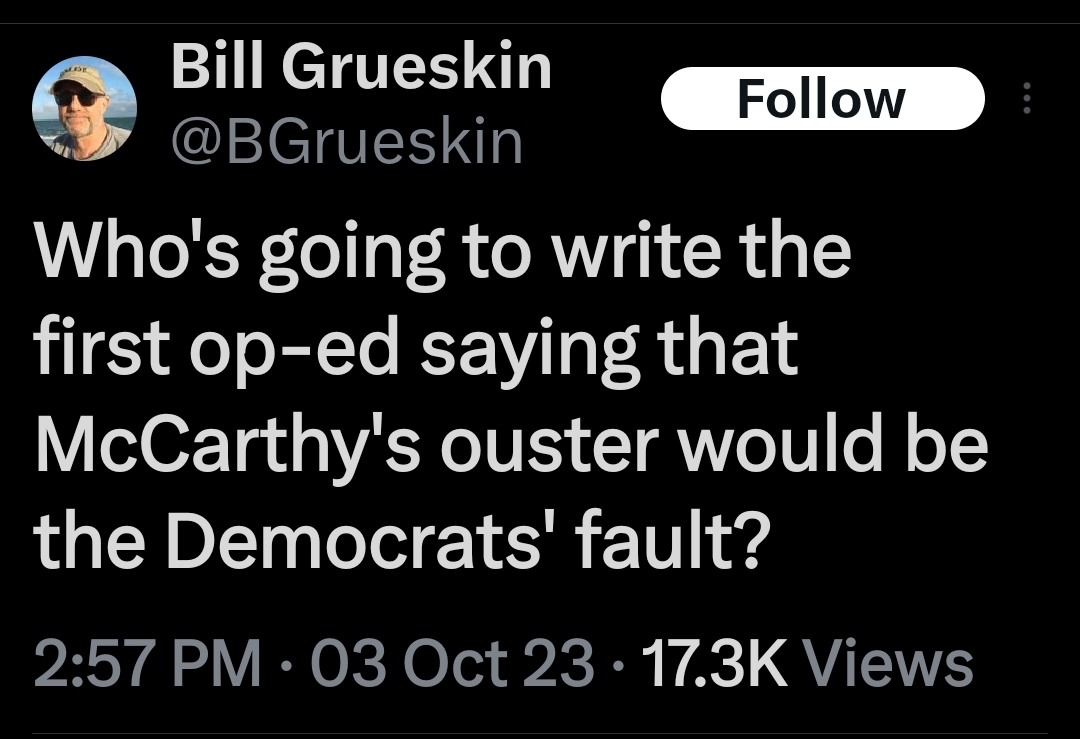 Bill Grueskin
Follow
@BGrueskin
Who's going to write the
first op-ed saying that
McCarthy's ouster would be
the Democrats' fault?
2:57 PM · 03 Oct 23 · 17.3K Views